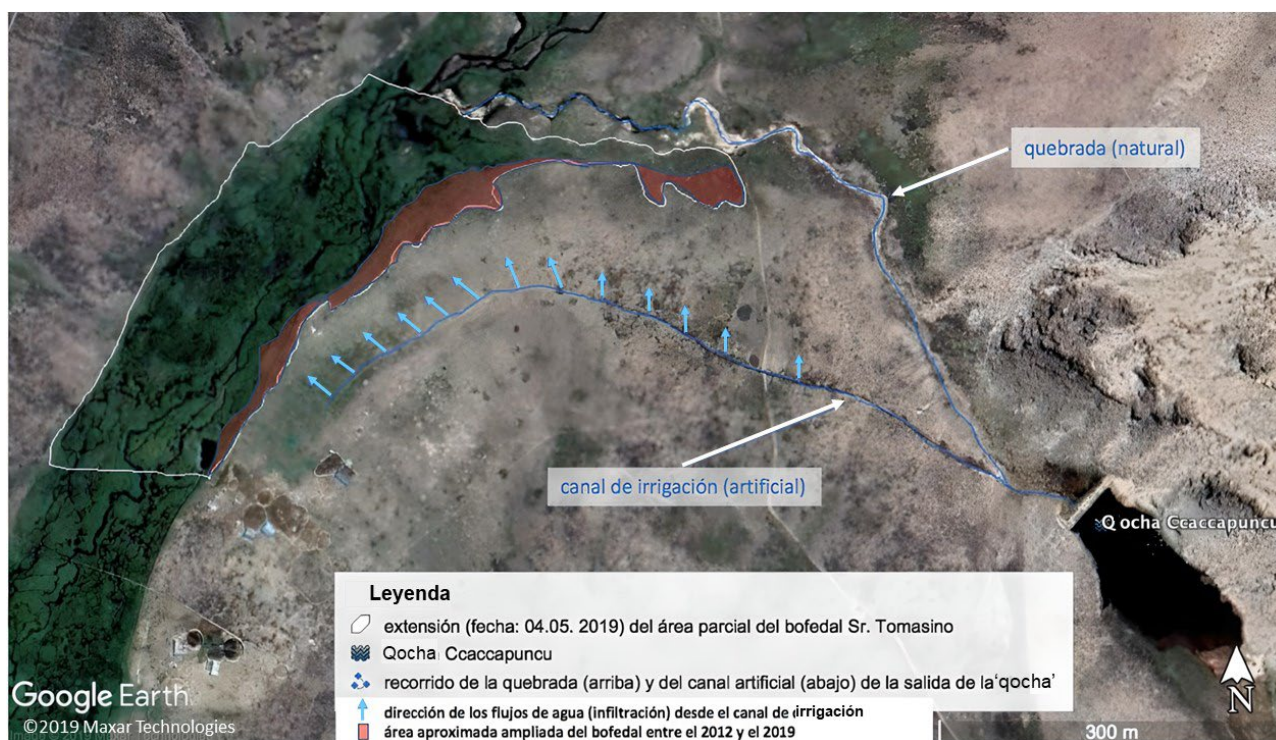 quebrada (natural)
canal de irrigación (artificial)
Qocha Ccaccapuncu
Leyenda
extensión (fecha: 04.05. 2019) del área parcial del bofedal Sr. Tomasino
Qocha Ccaccapuncu
recorrido de la quebrada (arriba) y del canal artificial (abajo) de la salida de la'qocha'
dirección de los flujos de agua (infiltración) desde el canal de irrigación
área aproximada ampliada del bofedal entre el 2012 y el 2019
Google Earth
©2019 Maxar Technologies
N
300 m